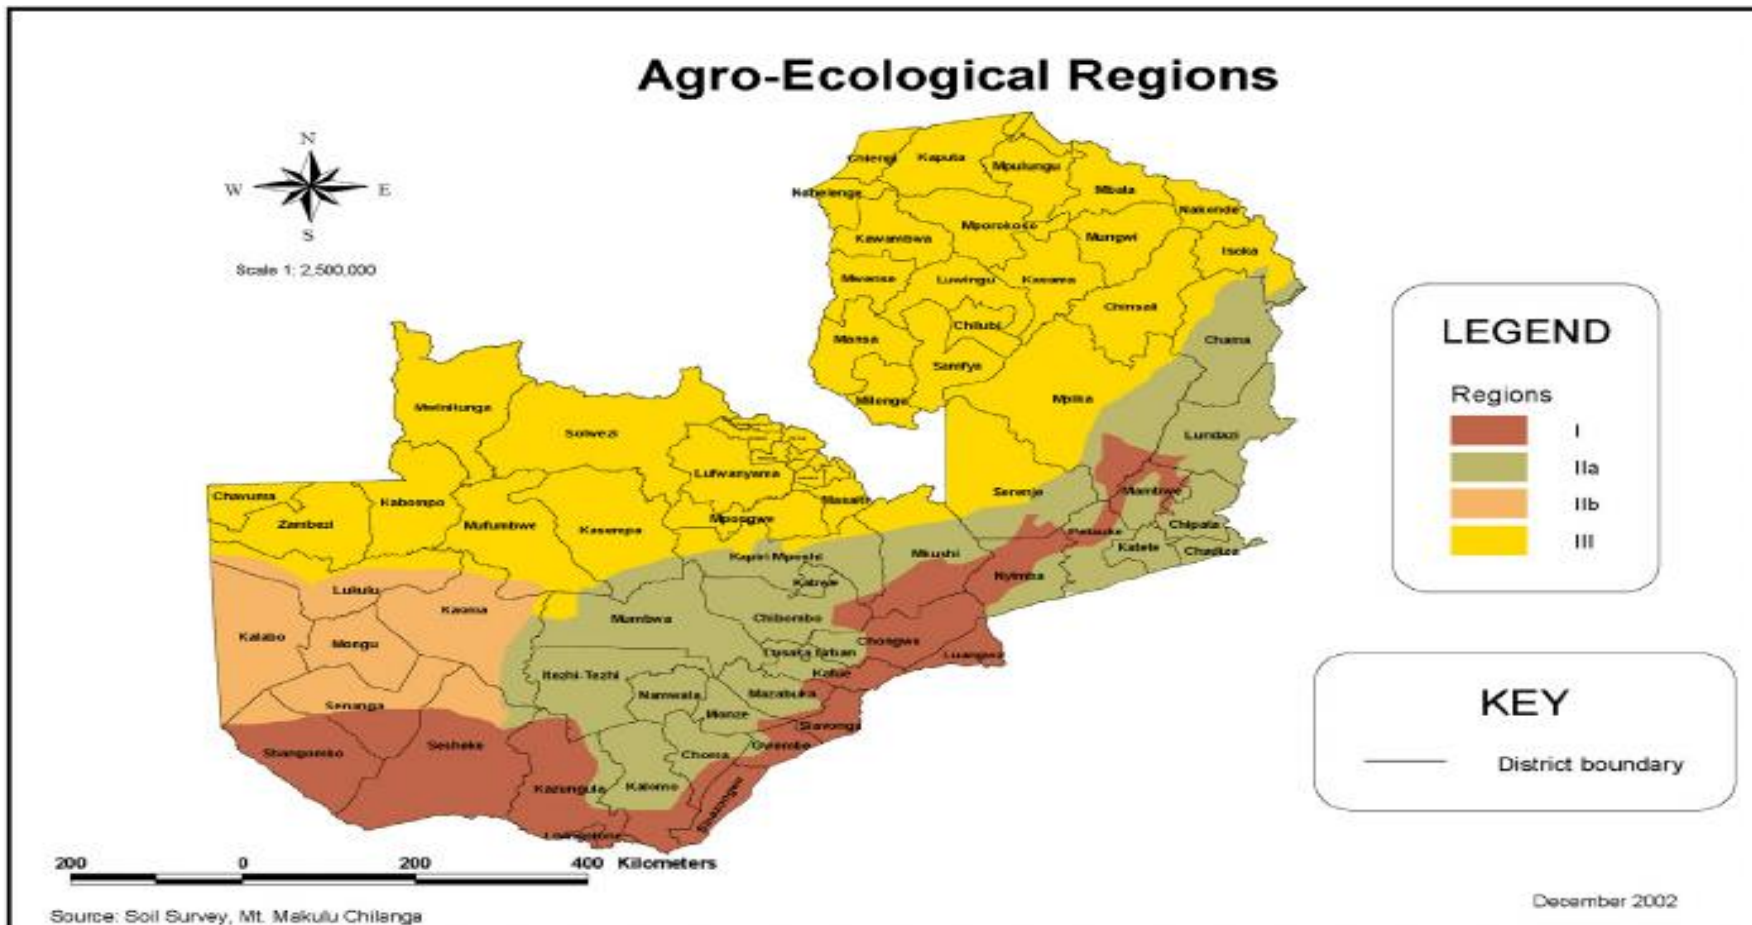 Agro-Ecological Regions
N
W E
S
Scale 1: 2,500,000
Chiengi
Kaputa
Mpulungu
Mbala
Nakonde
Mporokoso
Kawambwa
Mungwi
Isoka
Mwense
Luwingu
Kasama
Chinsali
Chilubi
Mansa
Samfya
Chama
Milenge
Mpika
Mwinilunga
Solwezi
Lundazi
Lufwanyama
Chavuma
Kabompo
Serenje
Mambwe
Masaiti
Zambezi
Mufumbwe
Kasempa
Mpongwe
Petauke
Chipata
Katete
Chadiza
Kapiri Mposhi
Mkushi
Nyimba
Kabwe
Lukulu
Kaoma
Mumbwa
Chibombo
Kalabo
Mongu
Chongwe
Lusaka Urban
Luangwa
Itezhi-Tezhi
Kafue
Namwala
Mazabuka
Senanga
Monze
Siavonga
Shangombo
Sesheke
Choma
Gwembe
Kazungula
Kalomo
Sinazongwe
Livingstone
LEGEND
Regions
I
IIa
IIb
III
KEY
District boundary
200 0 200 400 Kilometers
Source: Soil Survey, Mt. Makulu Chilanga
December 2002